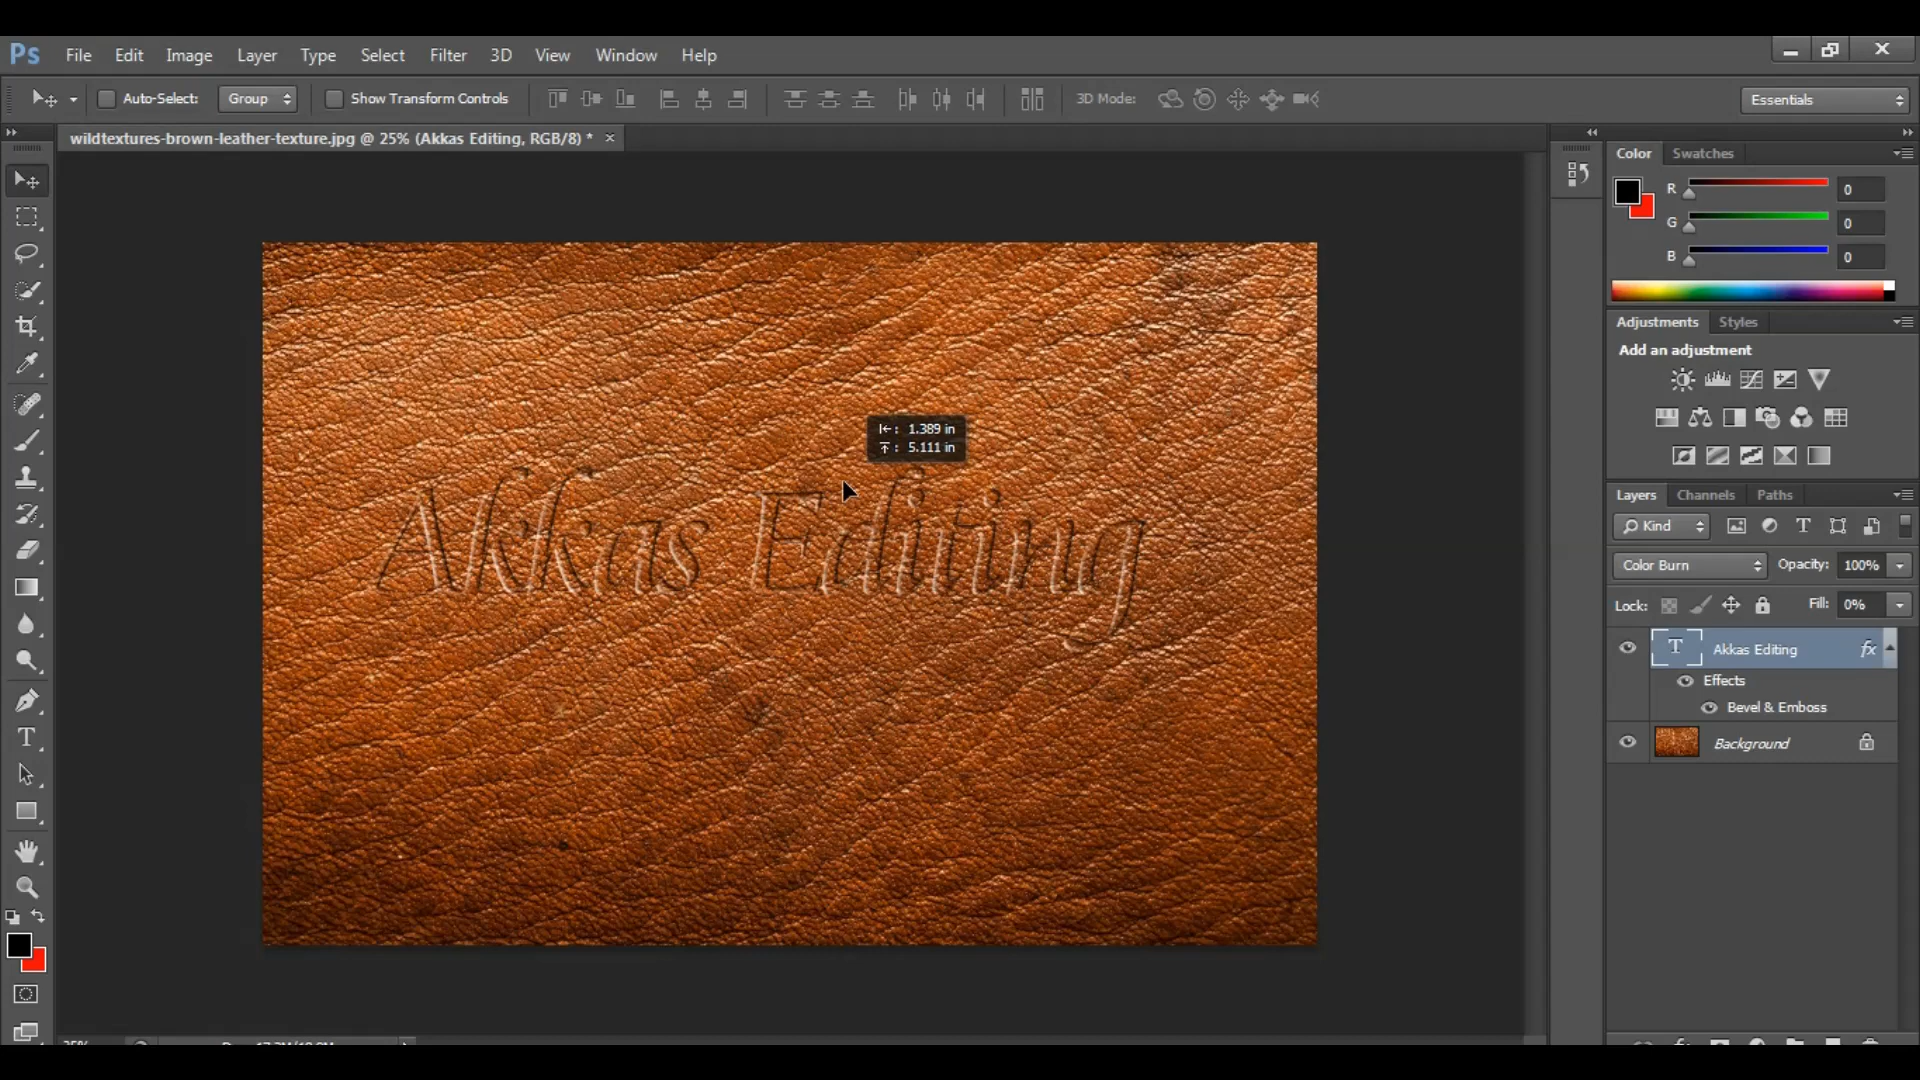 Ps File Edit Image Layer Type Select Filter 3D View Window Help
Auto-Select: Group Show Transform Controls 3D Mode: Essentials
wildtextures-brown-leather-texture.jpg @ 25% (Akkas Editing, RGB/8) * ×
Color Swatches
R 0
G 0
B 0
Adjustments Styles
Add an adjustment
1.389 in
5.111 in
Akkas Editing
Layers Channels Paths
Kind
Color Burn Opacity: 100%
Lock: Fill: 0%
T Akkas Editing fx
Effects
Bevel & Emboss
Background